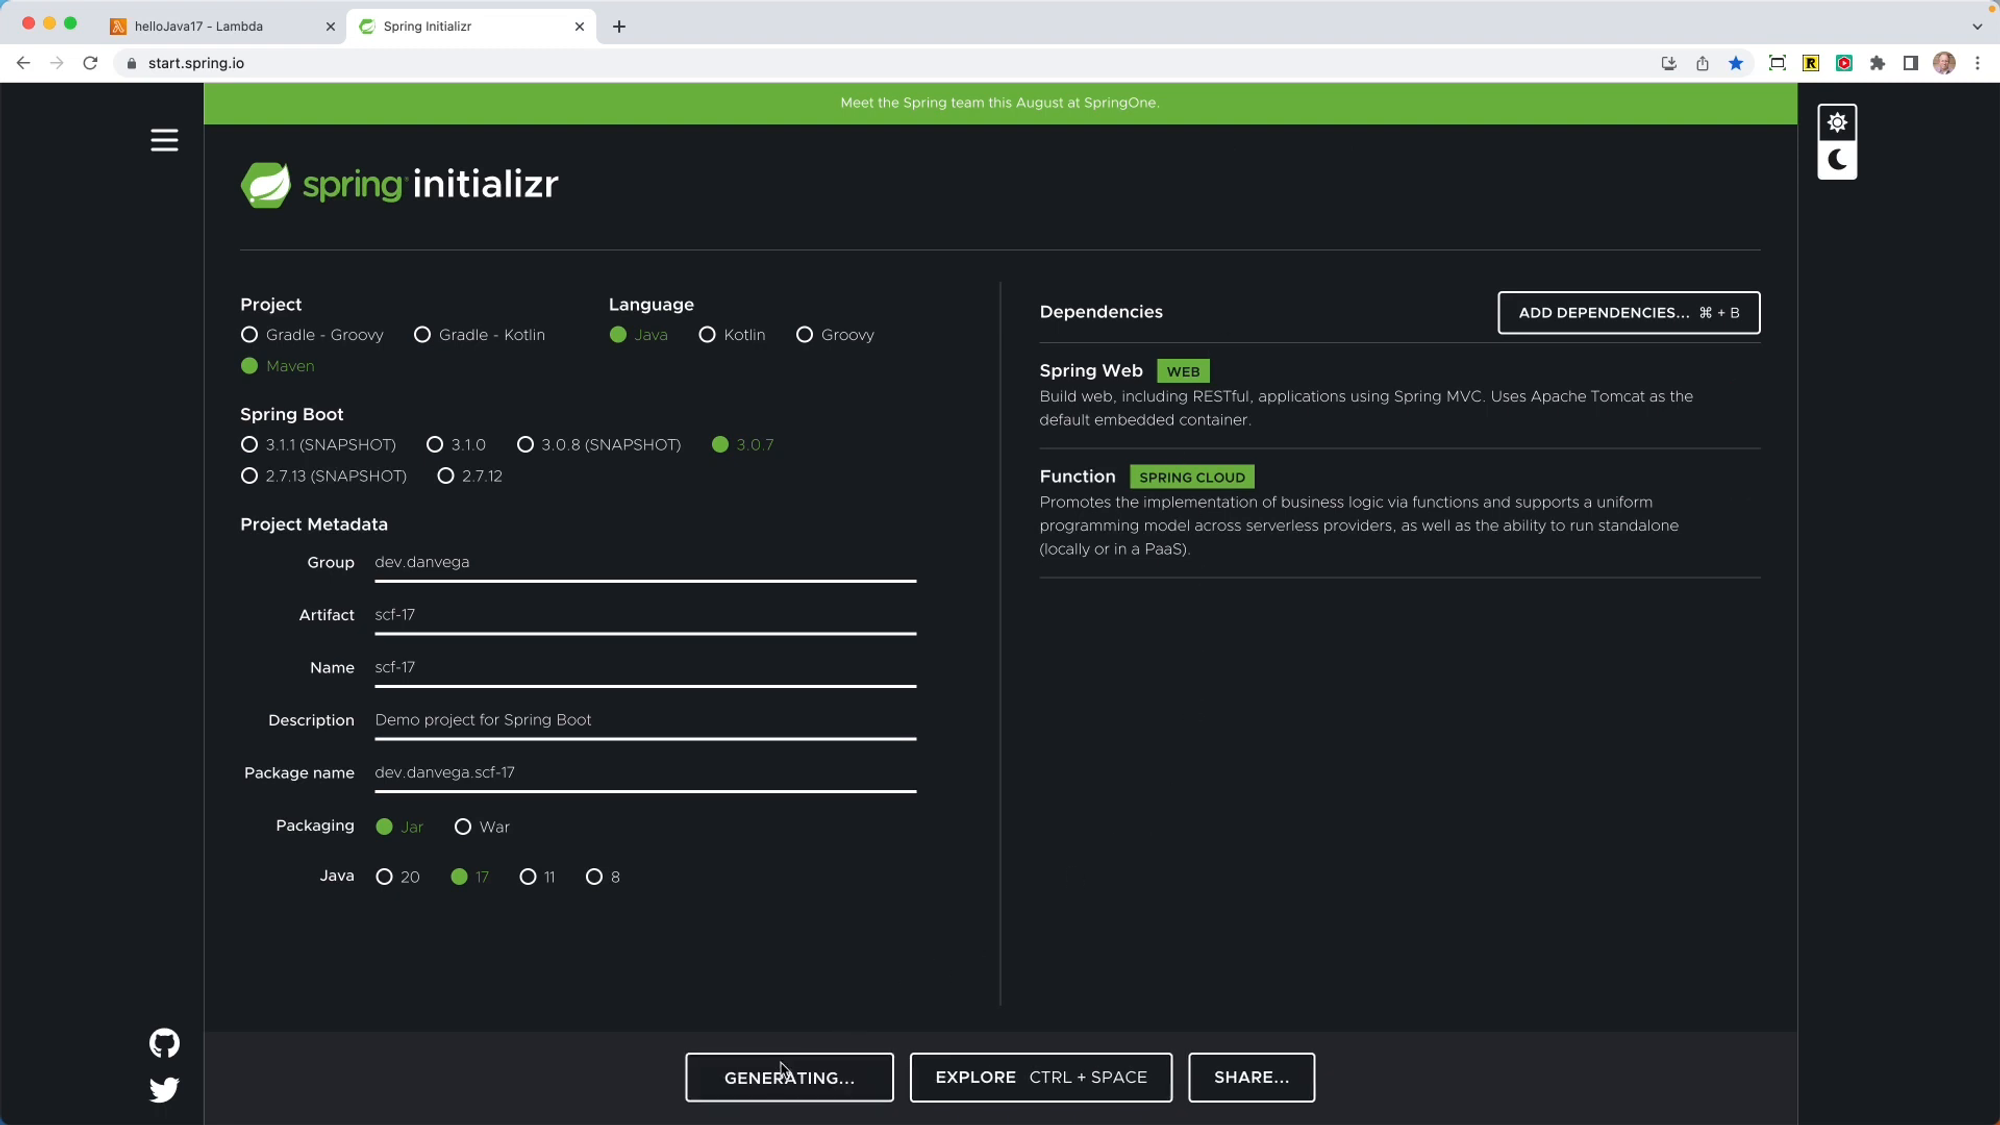 helloJava17 - Lambda
Spring Initializr
start.spring.io
Meet the Spring team this August at SpringOne.
spring initializr
Project
Gradle - Groovy
Gradle - Kotlin
Maven
Language
Java
Kotlin
Groovy
Spring Boot
3.1.1 (SNAPSHOT)
3.1.0
3.0.8 (SNAPSHOT)
3.0.7
2.7.13 (SNAPSHOT)
2.7.12
Project Metadata
Group dev.danvega
Artifact scf-17
Name scf-17
Description Demo project for Spring Boot
Package name dev.danvega.scf-17
Packaging Jar War
Java 20 17 11 8
Dependencies
ADD DEPENDENCIES... ⌘ + B
Spring Web WEB
Build web, including RESTful, applications using Spring MVC. Uses Apache Tomcat as the
default embedded container.
Function SPRING CLOUD
Promotes the implementation of business logic via functions and supports a uniform
programming model across serverless providers, as well as the ability to run standalone
(locally or in a PaaS).
GENERATING...
EXPLORE CTRL + SPACE
SHARE...